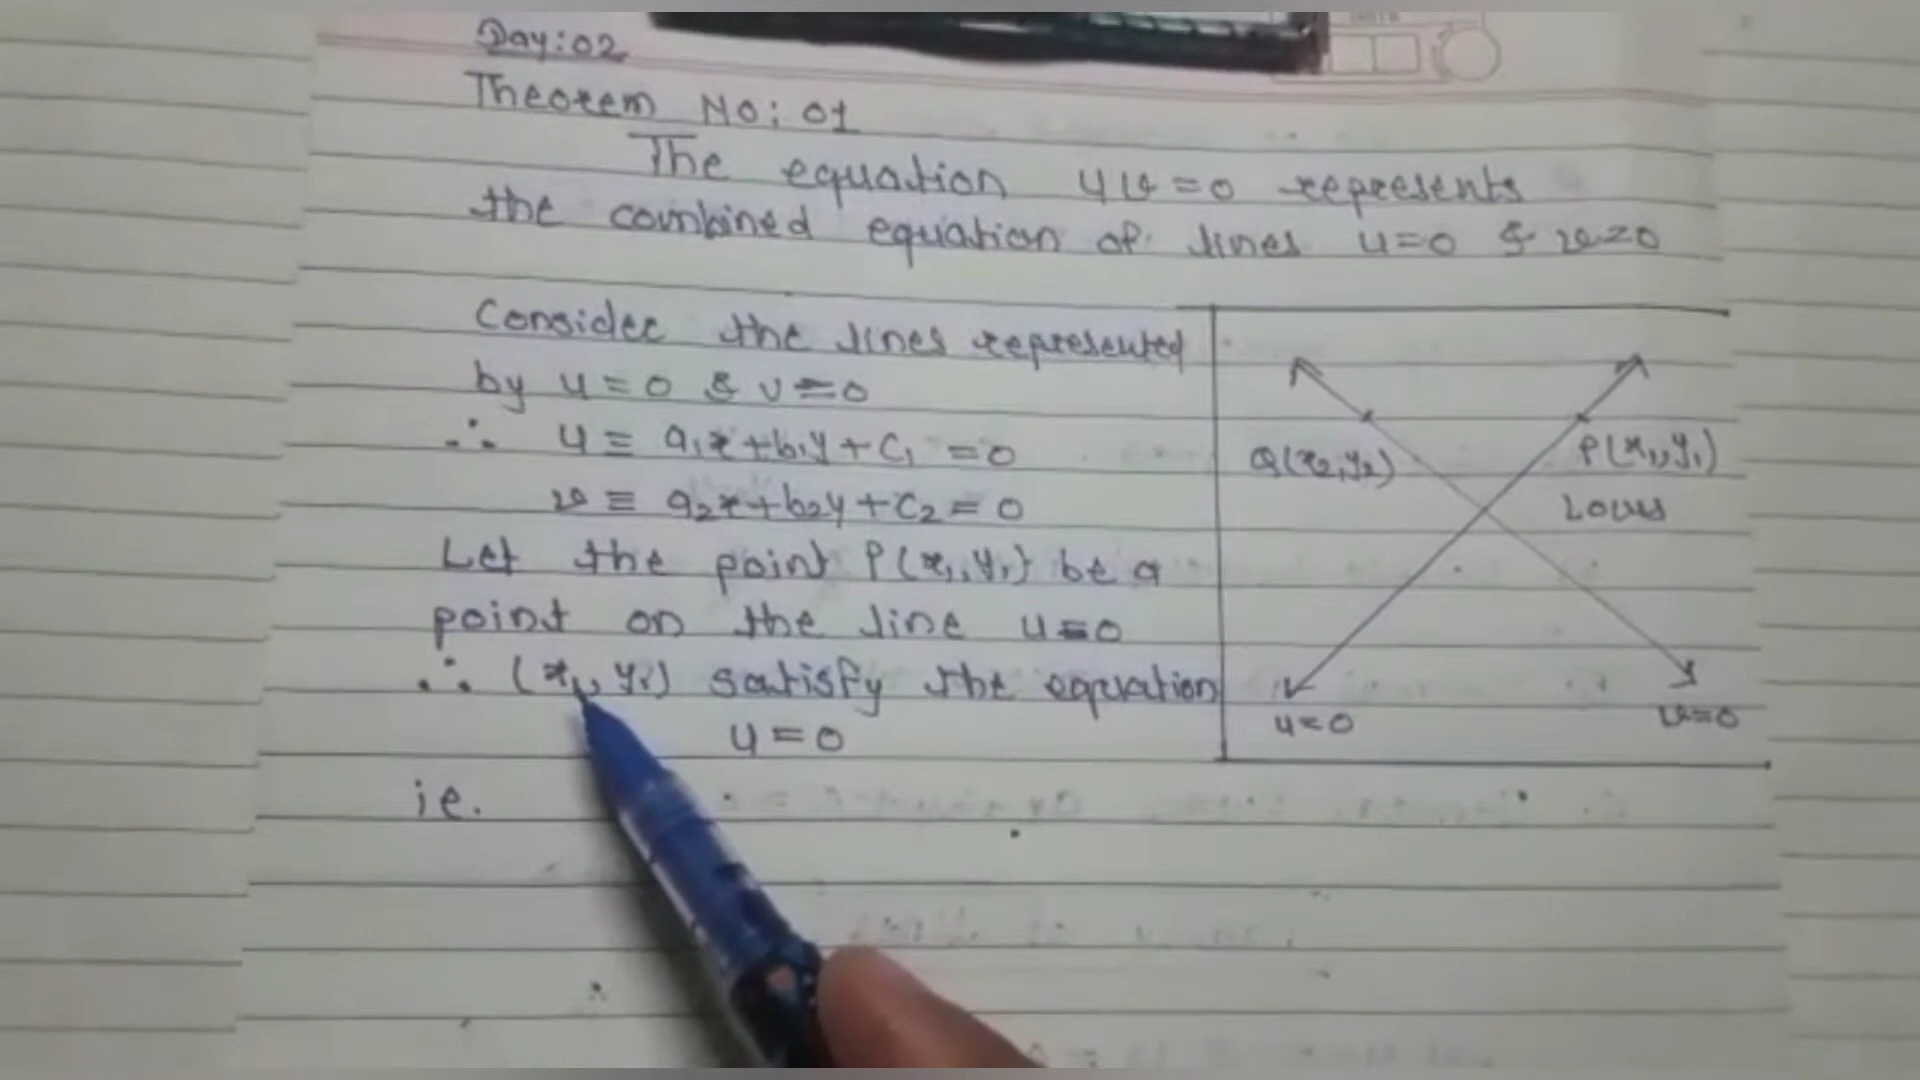 Day:02
Theorem No: 01
The equation uv=0 represents
the combined equation of lines u=0 & v=0
Consider the lines represented
by u=0 & v=0
∴ u ≡ a₁x+b₁y+c₁ =0
v ≡ a₂x+b₂y+c₂=0
Let the point P(x₁,y₁) be a
point on the line u=0
∴ (x₁, y₁) satisfy the equation
u=0
ie.
Q(x₂,y₂)
P(x₁,y₁)
Locus
u=0
v=0